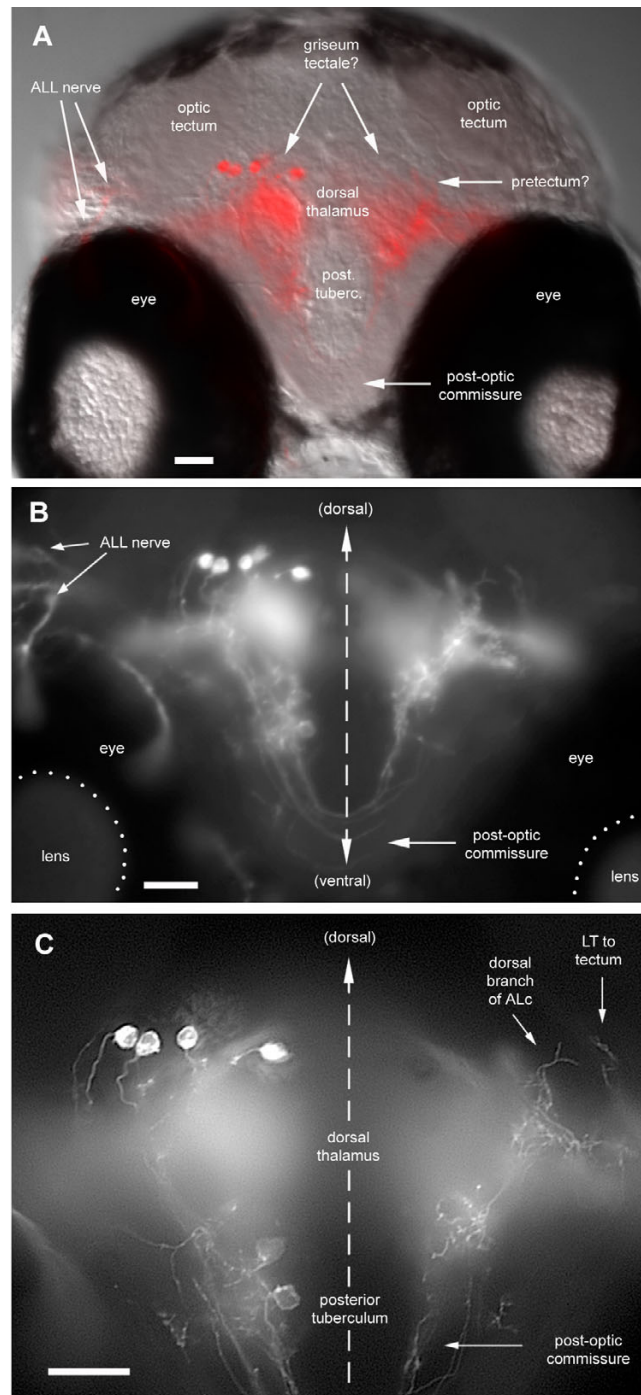 A
griseum
tectale?
ALL nerve
optic
tectum
optic
tectum
pretectum?
dorsal
thalamus
post.
tuberc.
eye
eye
post-optic
commissure
B
(dorsal)
ALL nerve
eye
eye
post-optic
commissure
lens
lens
(ventral)
C
(dorsal)
LT to
tectum
dorsal
branch
of ALc
dorsal
thalamus
posterior
tuberculum
post-optic
commissure